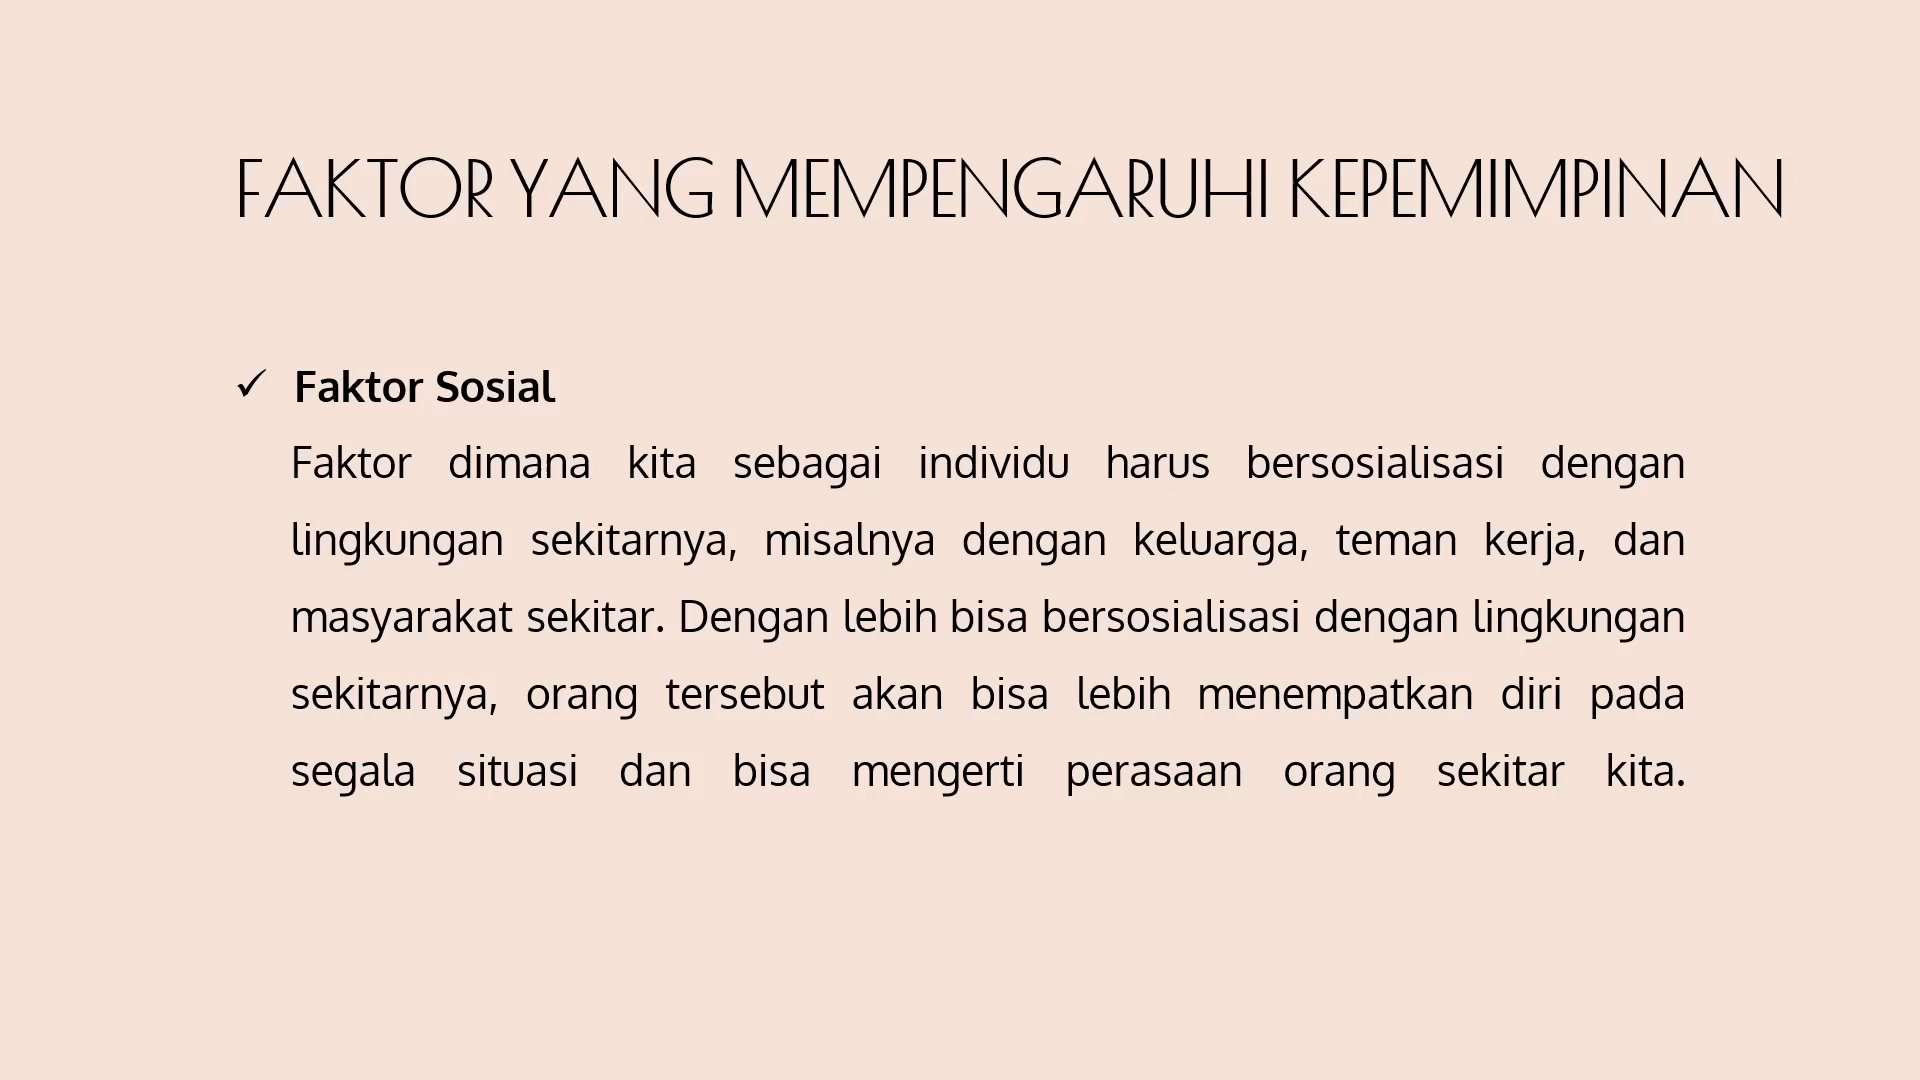 FAKTOR YANG MEMPENGARUHI KEPEMIMPINAN
✓ Faktor Sosial
Faktor dimana kita sebagai individu harus bersosialisasi dengan
lingkungan sekitarnya, misalnya dengan keluarga, teman kerja, dan
masyarakat sekitar. Dengan lebih bisa bersosialisasi dengan lingkungan
sekitarnya, orang tersebut akan bisa lebih menempatkan diri pada
segala situasi dan bisa mengerti perasaan orang sekitar kita.